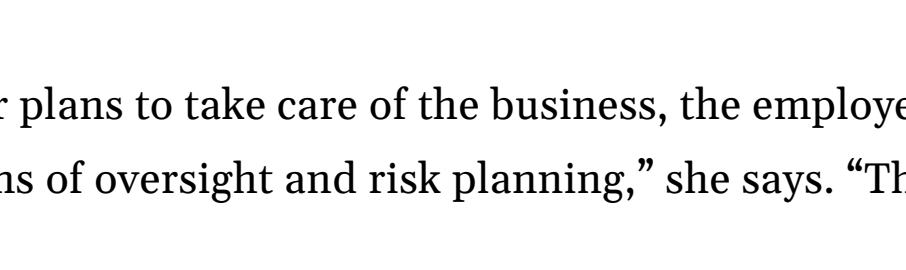 r plans to take care of the business, the employe
ns of oversight and risk planning,” she says. “Th